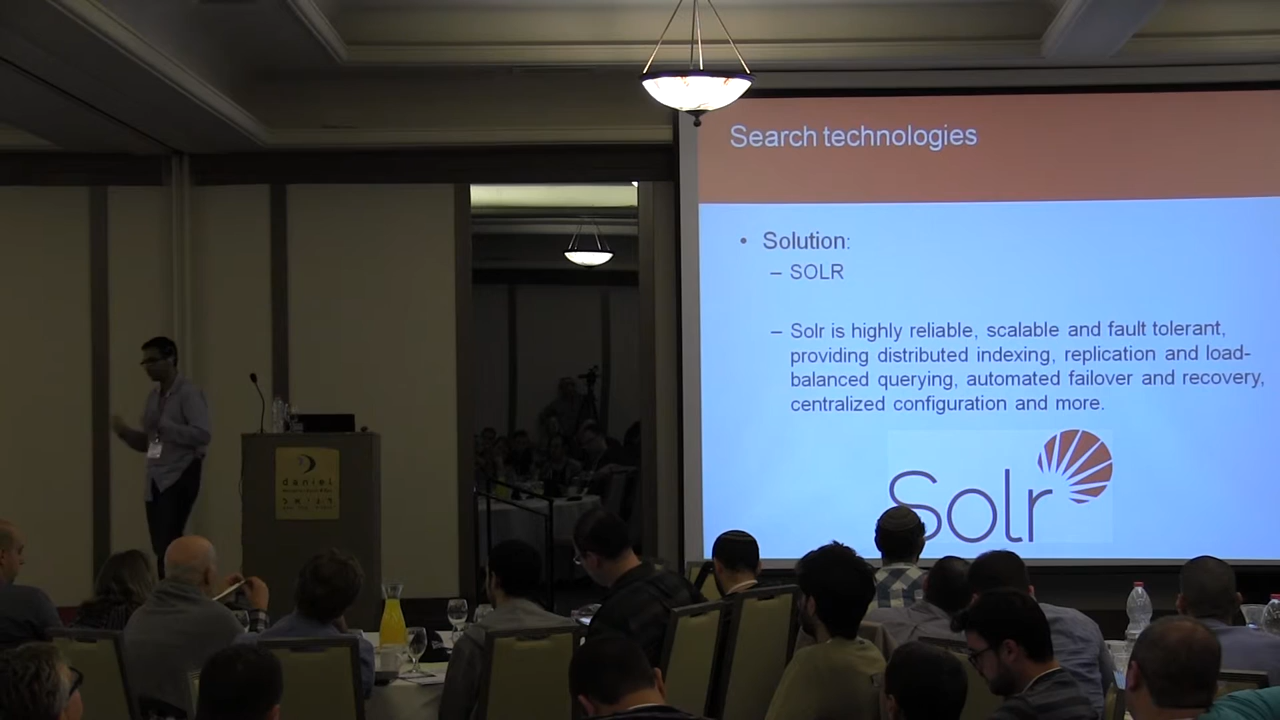 Search technologies
• Solution:
– SOLR
– Solr is highly reliable, scalable and fault tolerant,
providing distributed indexing, replication and load-
balanced querying, automated failover and recovery,
centralized configuration and more.
Solr
daniel
דניאל